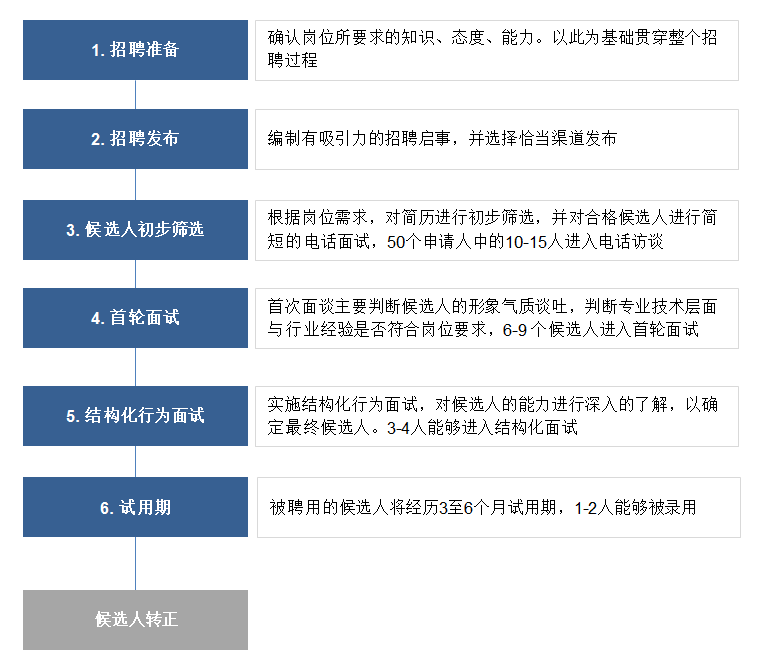 1. 招聘准备
确认岗位所要求的知识、态度、能力。以此为基础贯穿整个招
聘过程
2. 招聘发布
编制有吸引力的招聘启事，并选择恰当渠道发布
3. 候选人初步筛选
根据岗位需求，对简历进行初步筛选，并对合格候选人进行简
短的电话面试，50个申请人中的10-15人进入电话访谈
4. 首轮面试
首次面谈主要判断候选人的形象气质谈吐，判断专业技术层面
与行业经验是否符合岗位要求，6-9个候选人进入首轮面试
5. 结构化行为面试
实施结构化行为面试，对候选人的能力进行深入的了解，以确
定最终候选人。3-4人能够进入结构化面试
6. 试用期
被聘用的候选人将经历3至6个月试用期，1-2人能够被录用
候选人转正